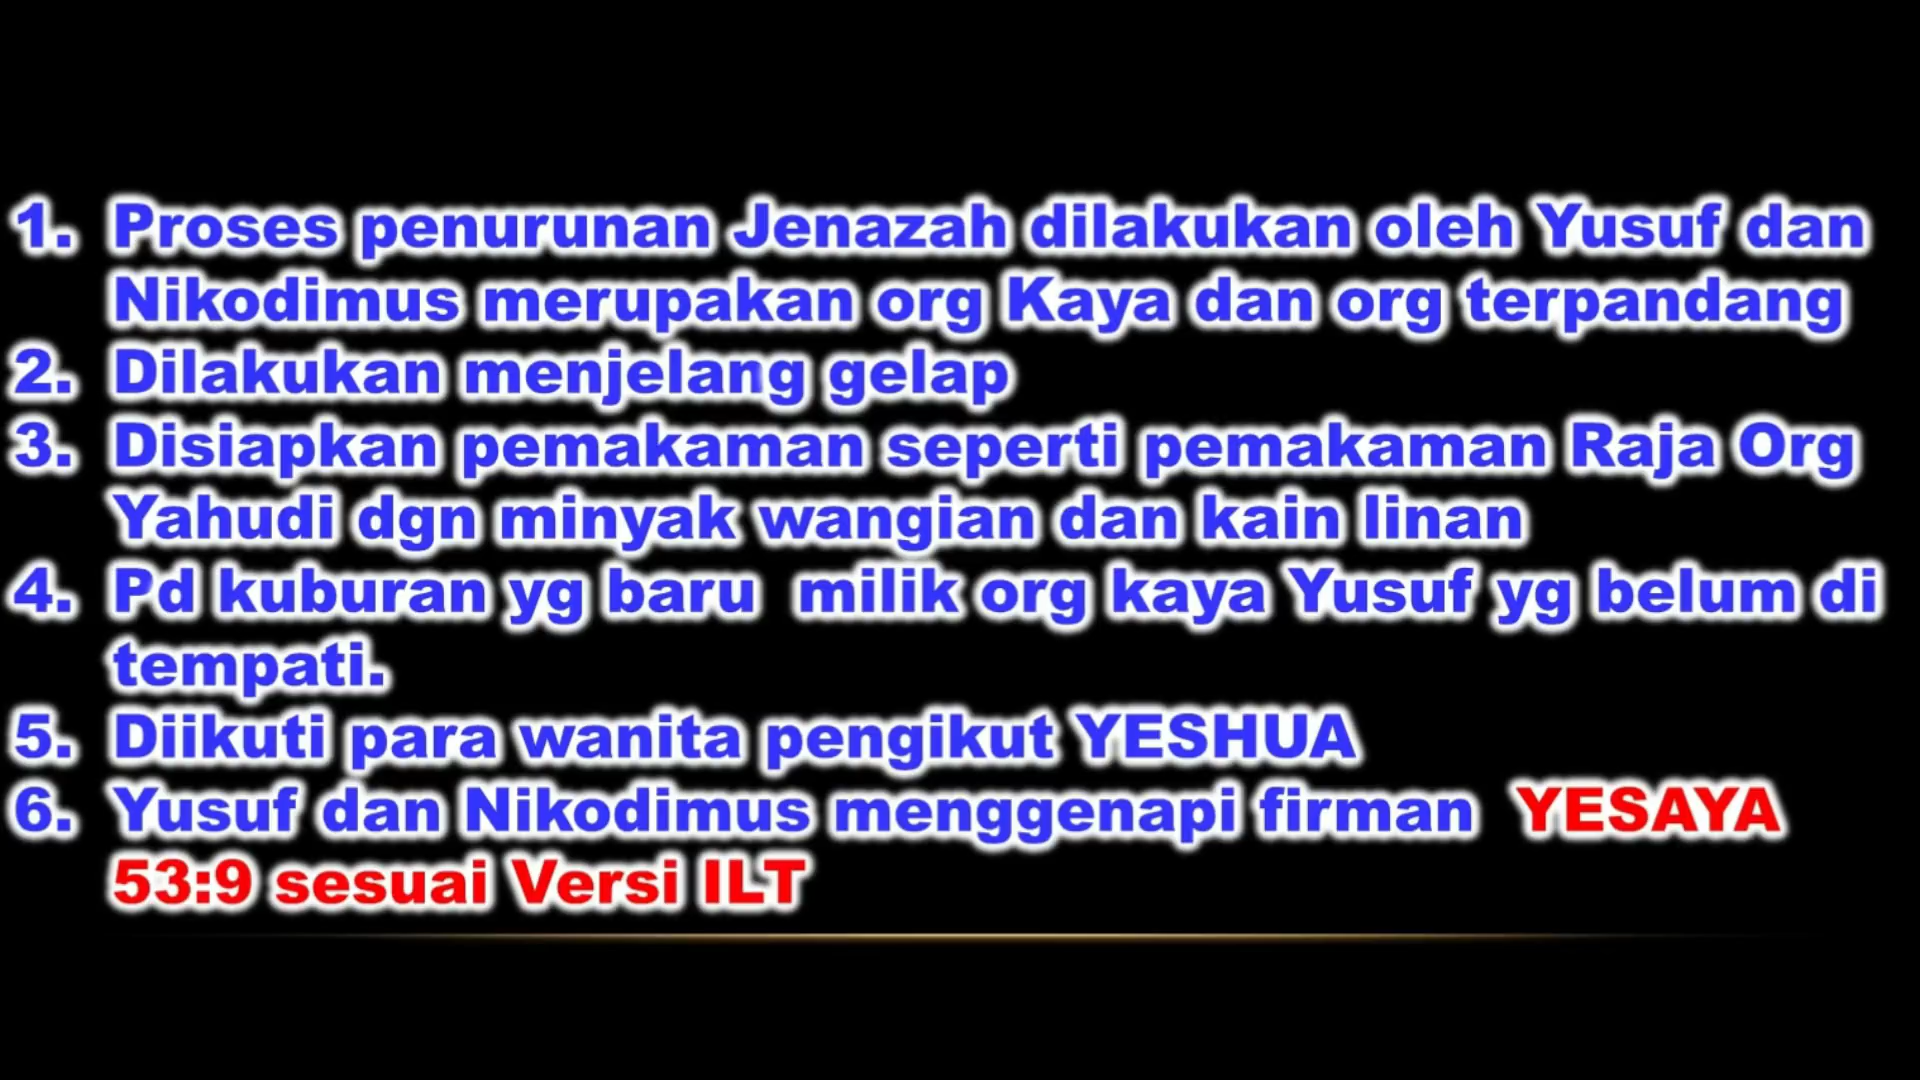 1. Proses penurunan Jenazah dilakukan oleh Yusuf dan
Nikodimus merupakan org Kaya dan org terpandang
2. Dilakukan menjelang gelap
3. Disiapkan pemakaman seperti pemakaman Raja Org
Yahudi dgn minyak wangian dan kain linan
4. Pd kuburan yg baru milik org kaya Yusuf yg belum di
tempati.
5. Diikuti para wanita pengikut YESHUA
6. Yusuf dan Nikodimus menggenapi firman YESAYA
53:9 sesuai Versi ILT